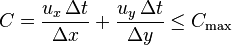 C = \frac{u_x \, \Delta t}{\Delta x} + \frac{u_y \, \Delta t}{\Delta y} \leq C_{\max}